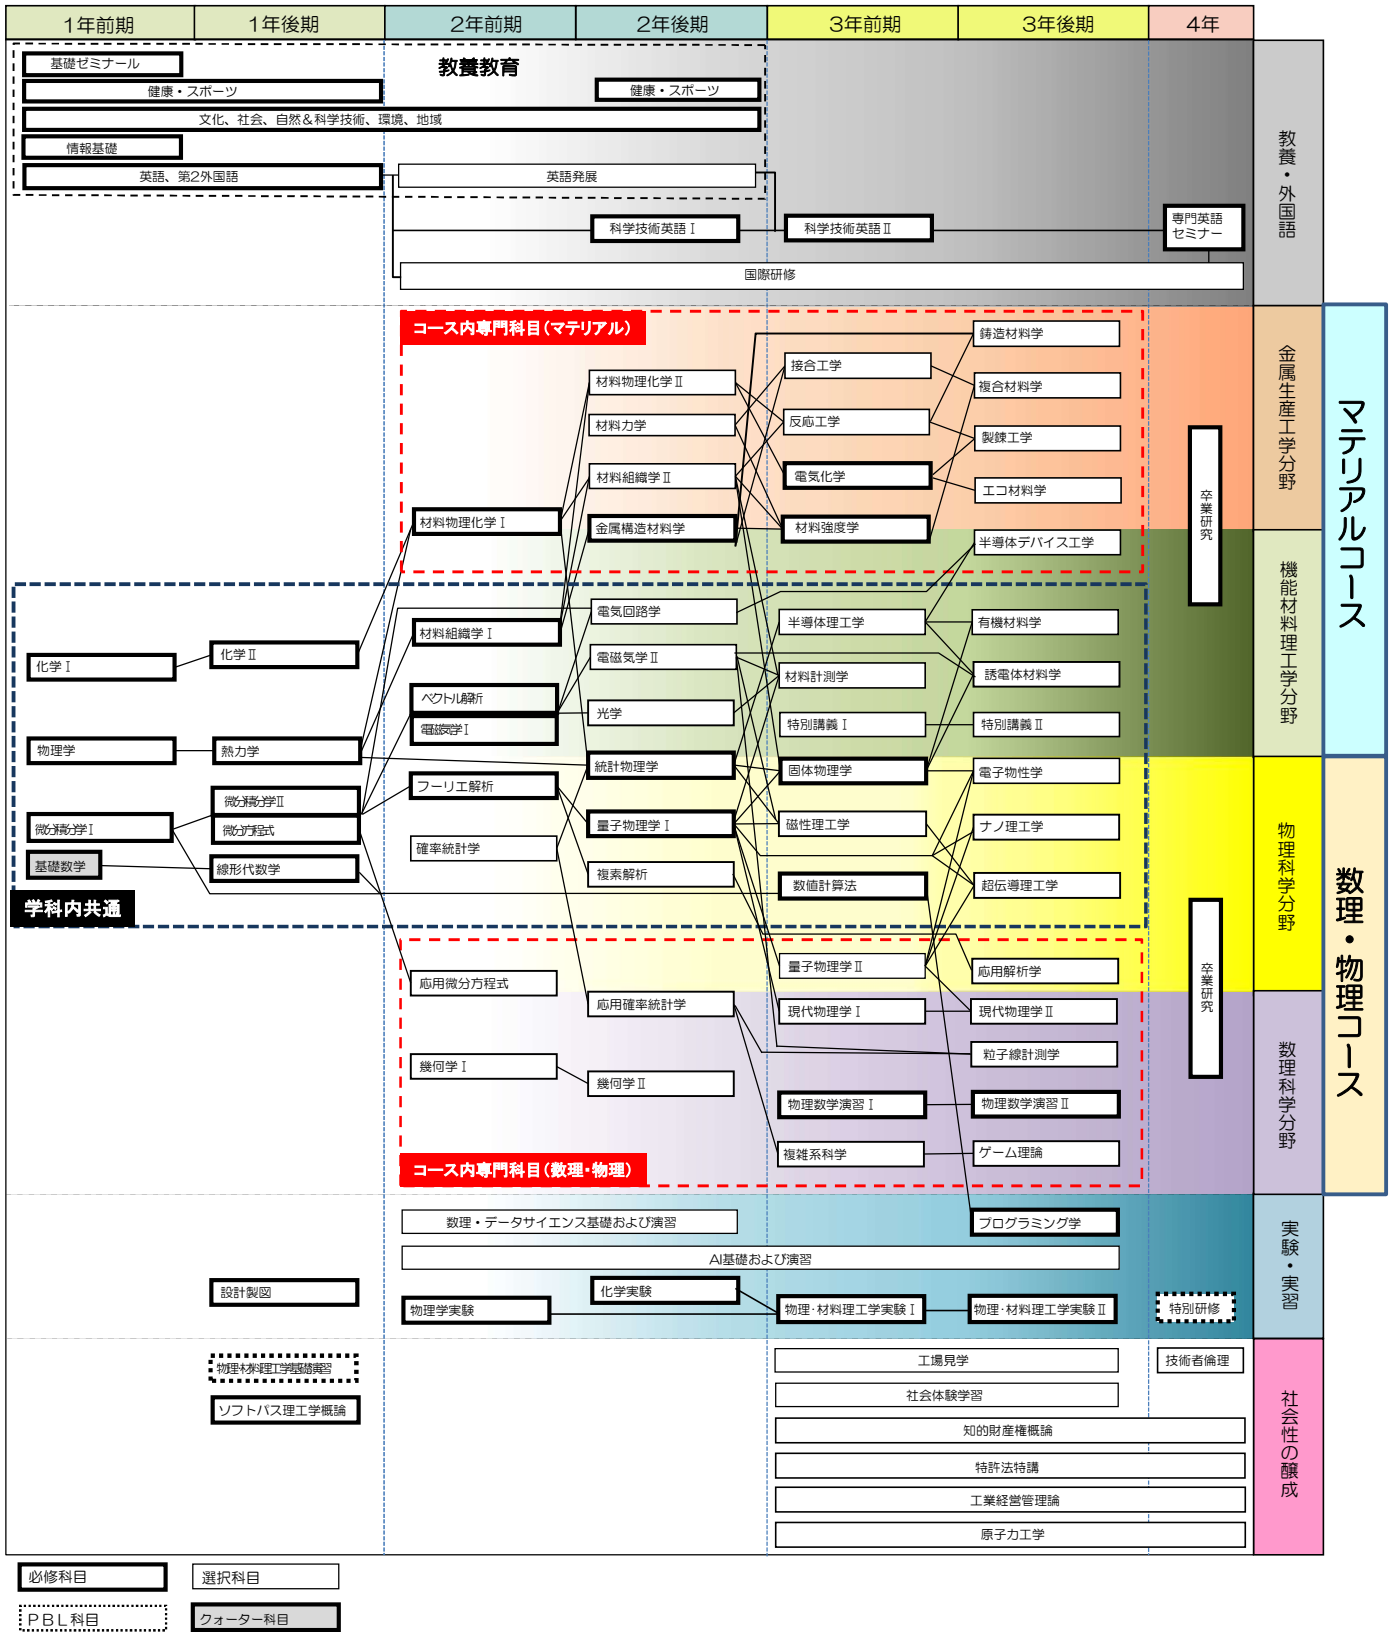 1年前期
1年後期
2年前期
2年後期
3年前期
3年後期
4年
教養教育
基礎ゼミナール
健康・スポーツ
健康・スポーツ
文化、社会、自然&科学技術、環境、地域
情報基礎
英語、第2外国語
英語発展
科学技術英語Ⅰ
科学技術英語Ⅱ
専門英語
セミナー
国際研修
教養・外国語
コース内専門科目(マテリアル)
鋳造材料学
接合工学
材料物理化学Ⅱ
複合材料学
材料力学
反応工学
製錬工学
材料組織学Ⅱ
電気化学
エコ材料学
材料物理化学Ⅰ
金属構造材料学
材料強度学
半導体デバイス工学
卒業研究
金属生産工学分野
マテリアルコース
電気回路学
材料組織学Ⅰ
半導体理工学
有機材料学
化学Ⅰ
化学Ⅱ
電磁気学Ⅱ
材料計測学
誘電体材料学
ベクトル解析
電磁気学Ⅰ
光学
特別講義Ⅰ
特別講義Ⅱ
機能材料理工学分野
物理学
熱力学
統計物理学
固体物理学
電子物性学
フーリエ解析
微分積分学Ⅱ
微分積分学Ⅰ
微分方程式
量子物理学Ⅰ
磁性理工学
ナノ理工学
確率統計学
基礎数学
線形代数学
複素解析
数値計算法
超伝導理工学
学科内共通
物理科学分野
数理・物理コース
量子物理学Ⅱ
応用解析学
応用微分方程式
応用確率統計学
現代物理学Ⅰ
現代物理学Ⅱ
卒業研究
粒子線計測学
幾何学Ⅰ
幾何学Ⅱ
物理数学演習Ⅰ
物理数学演習Ⅱ
複雑系科学
ゲーム理論
コース内専門科目(数理・物理)
数理科学分野
数理・データサイエンス基礎および演習
プログラミング学
AI基礎および演習
設計製図
化学実験
物理学実験
物理・材料理工学実験Ⅰ
物理・材料理工学実験Ⅱ
特別研修
実験・実習
物理・材料理工学基礎演習
ソフトパス理工学概論
工場見学
技術者倫理
社会体験学習
知的財産権概論
特許法特講
工業経営管理論
原子力工学
社会性の醸成
必修科目
選択科目
PBL科目
クォーター科目